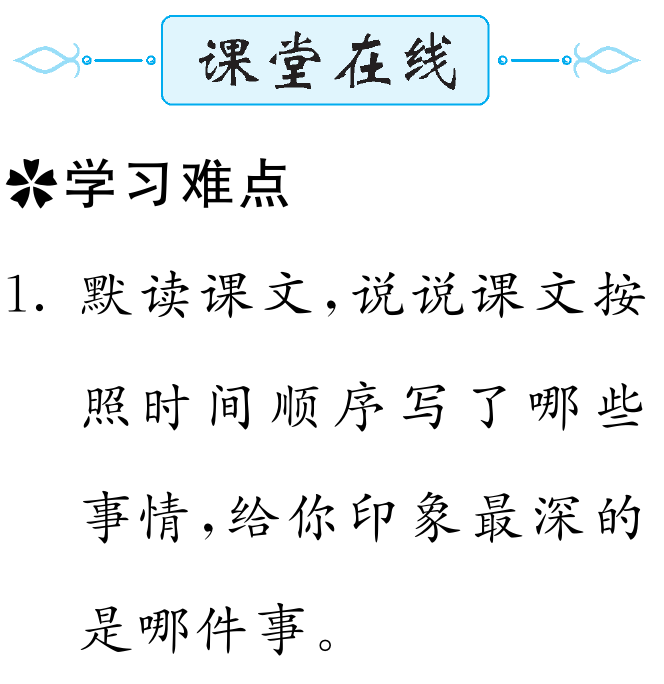 课堂在线
学习难点
1. 默读课文,说说课文按
照时间顺序写了哪些
事情,给你印象最深的
是哪件事。